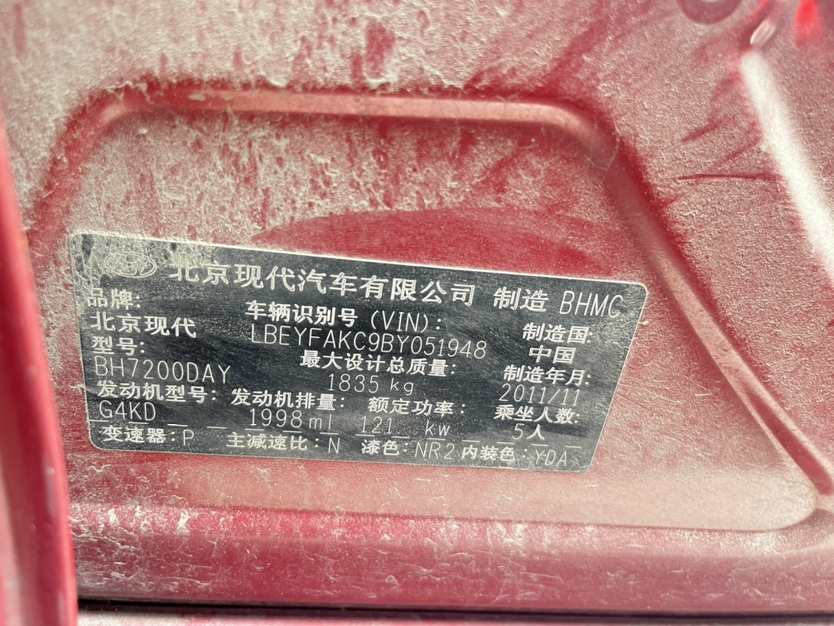 北京现代汽车有限公司 制造 BHMC
品牌: 车辆识别号 (VIN): 制造国:
北京现代 LBEYFAKC9BY051948 中国
型号: 最大设计总质量: 制造年月:
BH7200DAY 1835 kg 2011/11
发动机型号: 发动机排量: 额定功率: 乘坐人数:
G4KD 1998 ml 121 kw 5人
变速器: P 主减速比: N 漆色: NR2 内装色: YDA